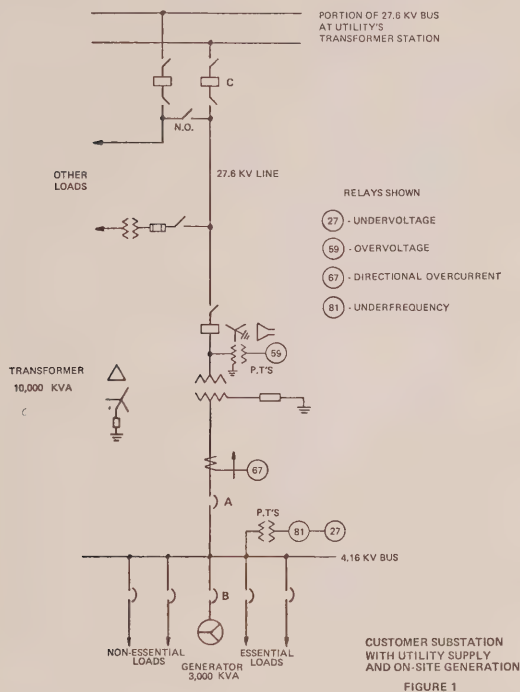 PORTION OF 27.6 KV BUS
AT UTILITY'S
TRANSFORMER STATION
C
N.O.
OTHER
LOADS
27.6 KV LINE
RELAYS SHOWN
27 - UNDERVOLTAGE
59 - OVERVOLTAGE
67 - DIRECTIONAL OVERCURRENT
81 - UNDERFREQUENCY
59
P.T'S
TRANSFORMER
10,000 KVA
67
A
P.T'S
81
27
4.16 KV BUS
B
NON-ESSENTIAL
LOADS
GENERATOR
3,000 KVA
ESSENTIAL
LOADS
CUSTOMER SUBSTATION
WITH UTILITY SUPPLY
AND ON-SITE GENERATION
FIGURE 1